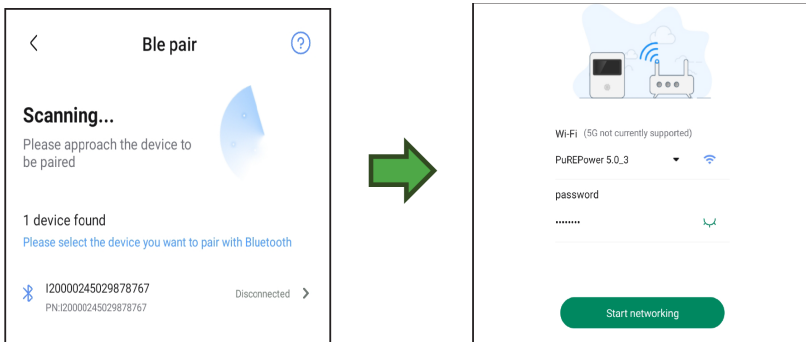 Ble pair
?
Scanning...
Please approach the device to
be paired
1 device found
Please select the device you want to pair with Bluetooth
I20000245029878767
Disconnected
PN:I20000245029878767
Wi-Fi (5G not currently supported)
PuREPower 5.0_3
password
········
Start networking